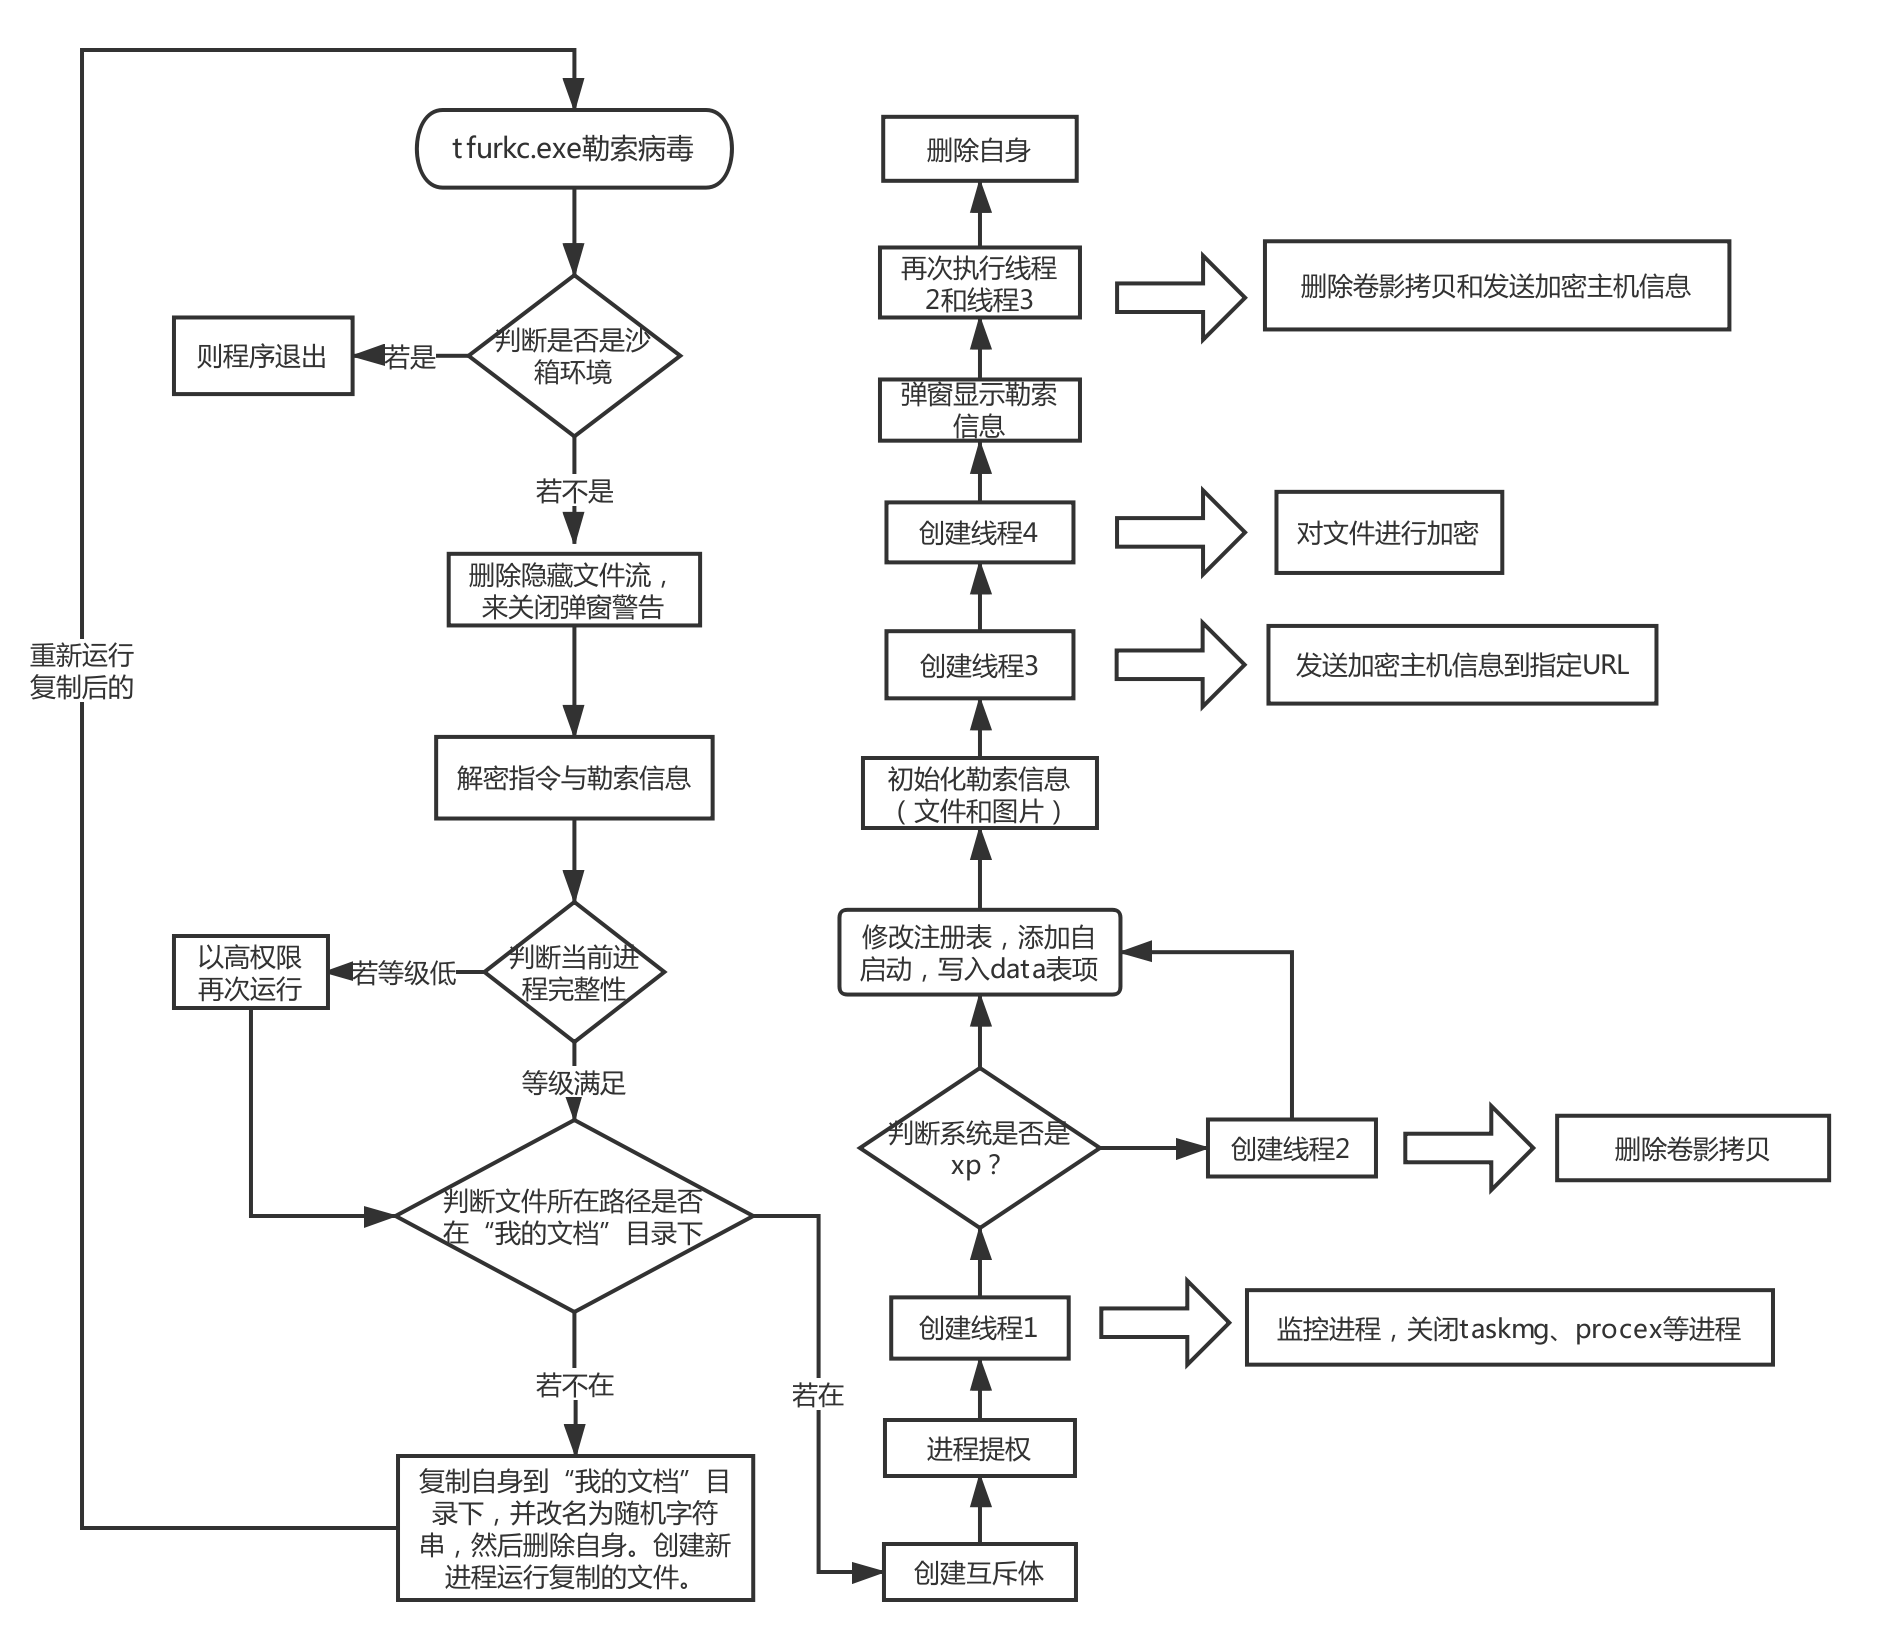 tfurkc.exe勒索病毒
判断是否是沙
箱环境
若是
则程序退出
若不是
删除隐藏文件流，
来关闭弹窗警告
解密指令与勒索信息
判断当前进
程完整性
若等级低
以高权限
再次运行
等级满足
判断文件所在路径是否
在“我的文档”目录下
若不在
复制自身到“我的文档”目
录下，并改名为随机字符
串，然后删除自身。创建新
进程运行复制的文件。
重新运行
复制后的
若在
创建互斥体
进程提权
创建线程1
监控进程，关闭taskmg、procex等进程
判断系统是否是
xp？
创建线程2
删除卷影拷贝
修改注册表，添加自
启动，写入data表项
初始化勒索信息
（文件和图片）
创建线程3
发送加密主机信息到指定URL
创建线程4
对文件进行加密
弹窗显示勒索
信息
再次执行线程
2和线程3
删除卷影拷贝和发送加密主机信息
删除自身